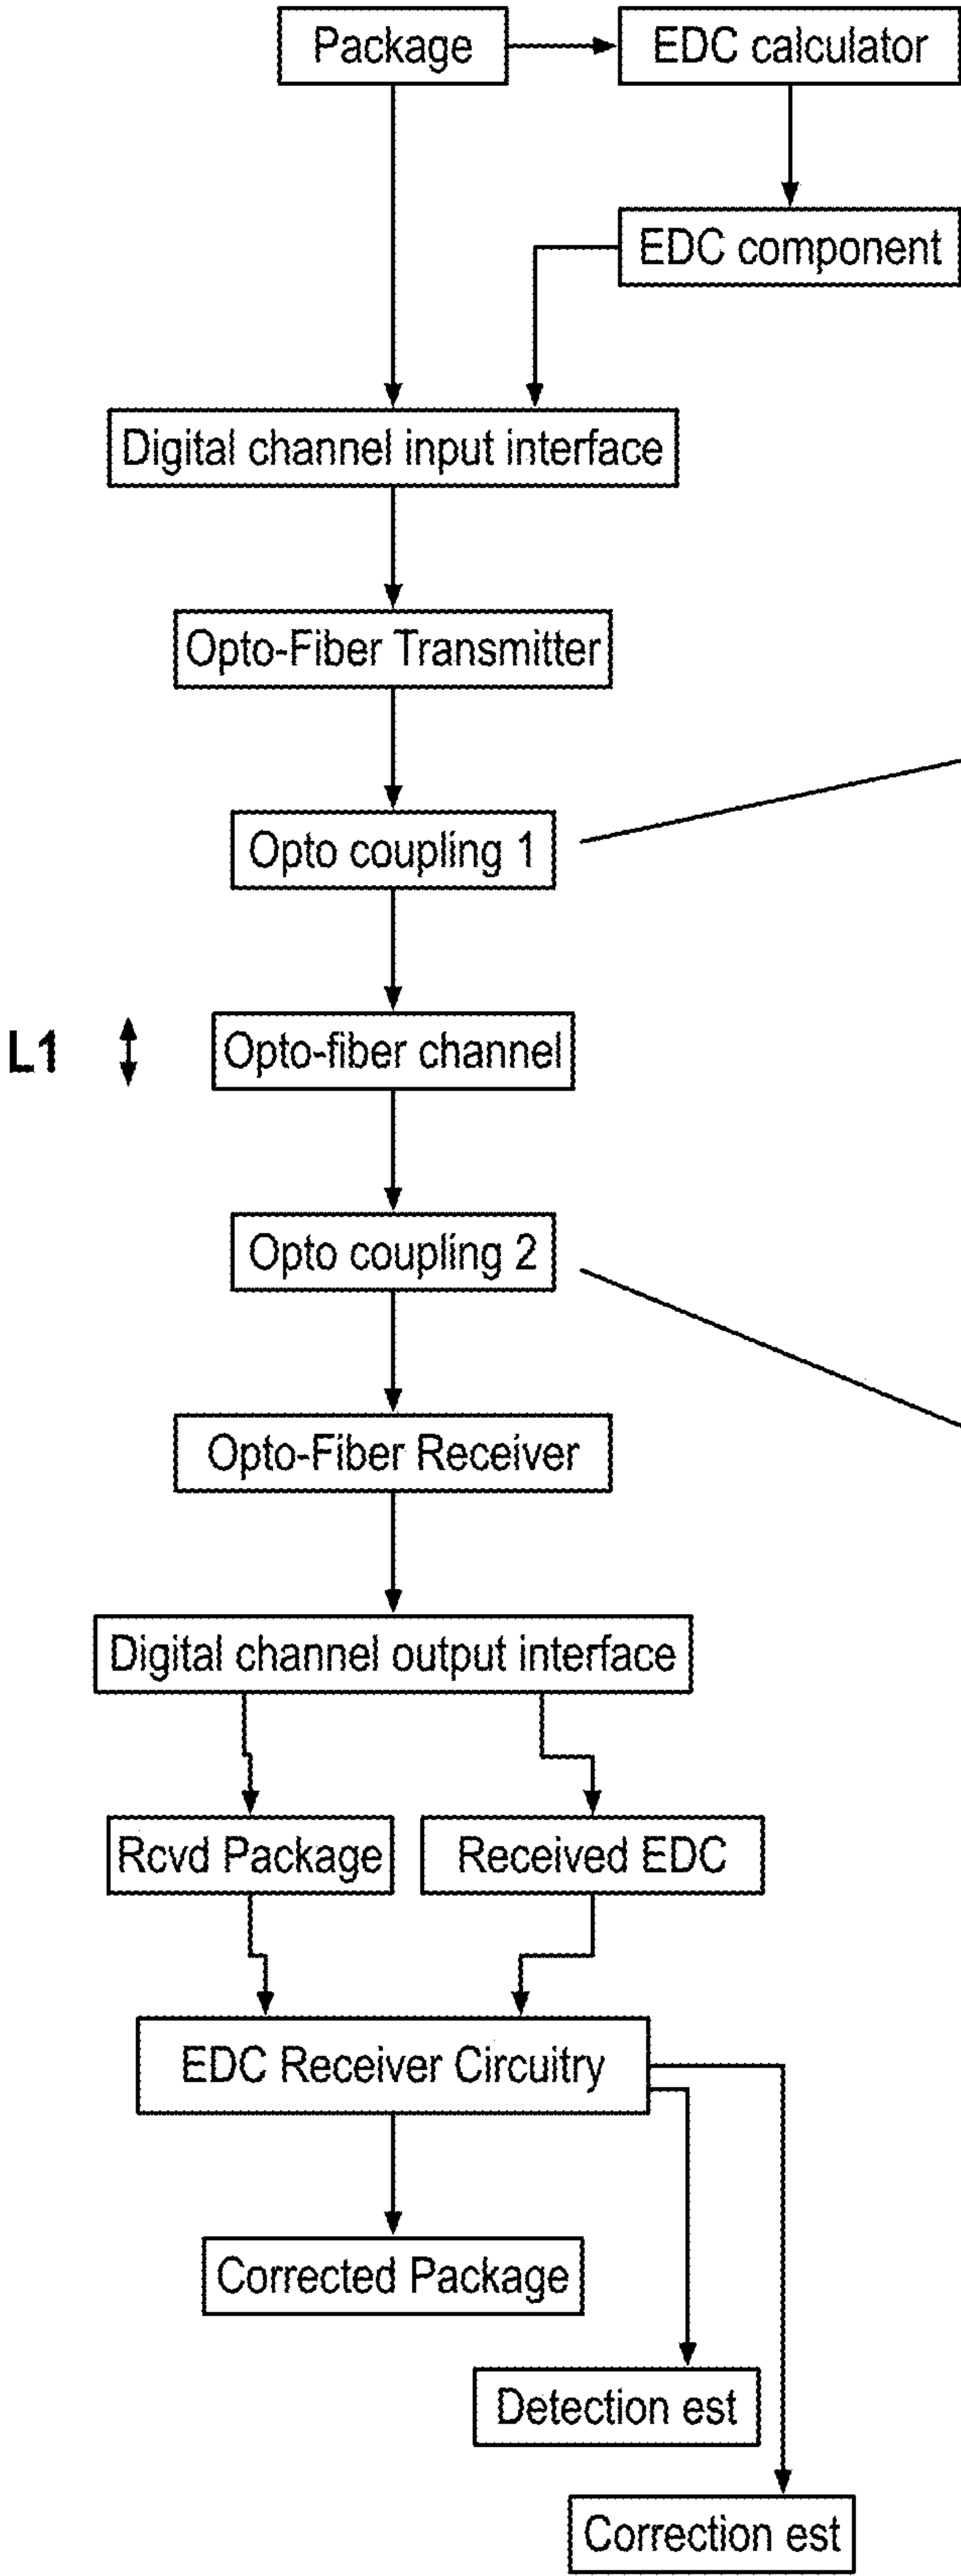 Package
EDC calculator
EDC component
Digital channel input interface
Opto-Fiber Transmitter
Opto coupling 1
L1
Opto-fiber channel
Opto coupling 2
Opto-Fiber Receiver
Digital channel output interface
Rcvd Package
Received EDC
EDC Receiver Circuitry
Corrected Package
Detection est
Correction est